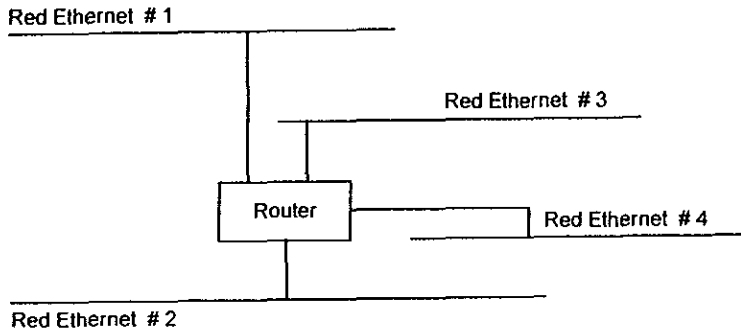 Red Ethernet # 1
Red Ethernet # 3
Router
Red Ethernet # 4
Red Ethernet # 2